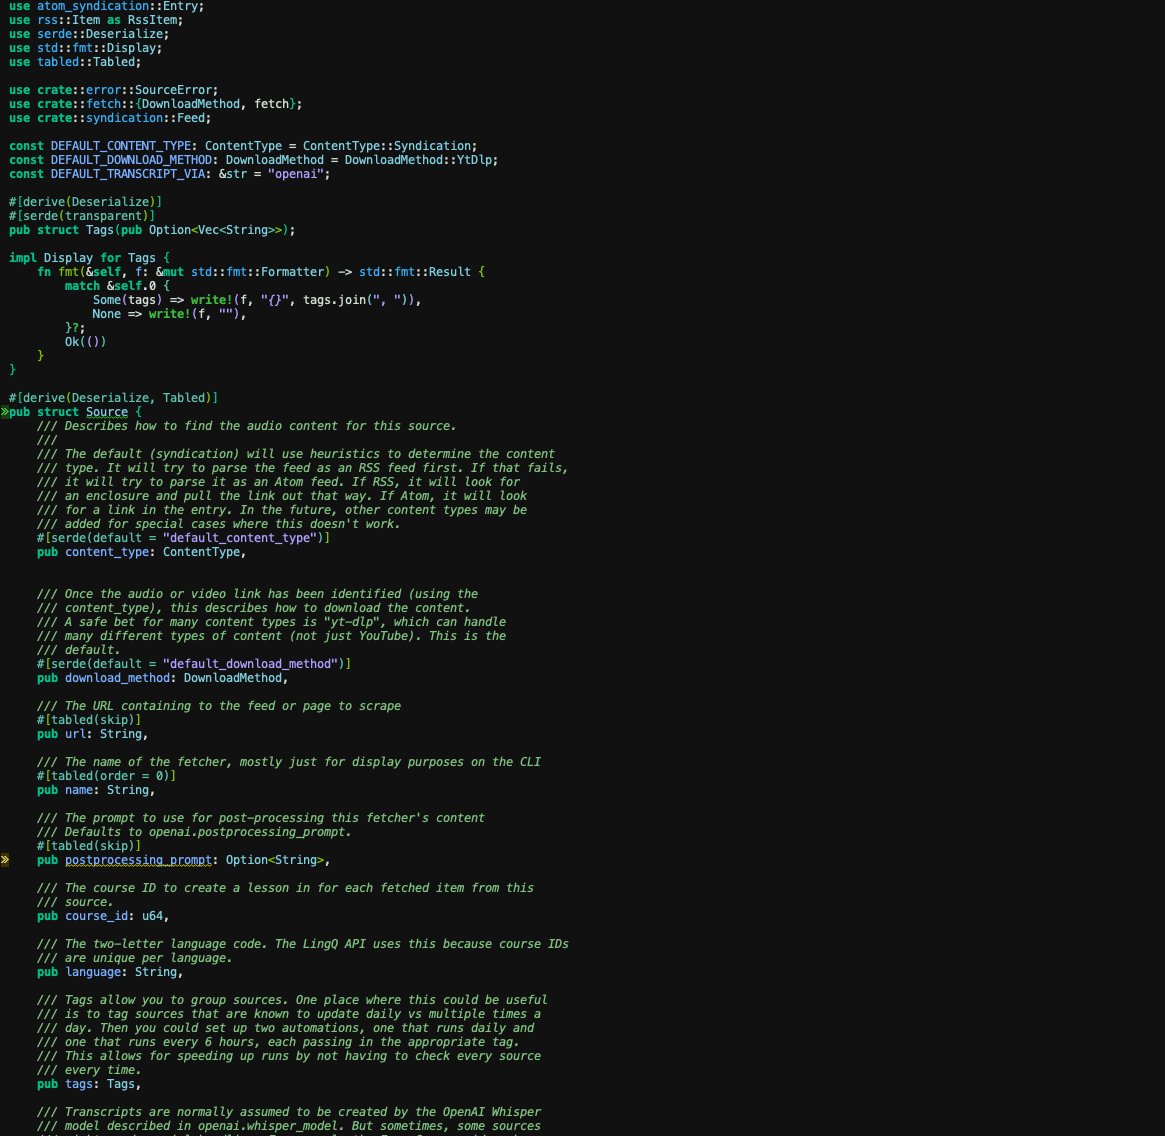 use atom_syndication::Entry;
use rss::Item as RssItem;
use serde::Deserialize;
use std::fmt::Display;
use tabled::Tabled;
use crate::error::SourceError;
use crate::fetch::{DownloadMethod, fetch};
use crate::syndication::Feed;
const DEFAULT_CONTENT_TYPE: ContentType = ContentType::Syndication;
const DEFAULT_DOWNLOAD_METHOD: DownloadMethod = DownloadMethod::YtDlp;
const DEFAULT_TRANSCRIPT_VIA: &str = "openai";
#[derive(Deserialize)]
#[serde(transparent)]
pub struct Tags(pub Option<Vec<String>>);
impl Display for Tags {
    fn fmt(&self, f: &mut std::fmt::Formatter) -> std::fmt::Result {
        match &self.0 {
            Some(tags) => write!(f, "{}", tags.join(", ")),
            None => write!(f, ""),
        }?;
        Ok(())
    }
}
#[derive(Deserialize, Tabled)]
»pub struct Source {
    /// Describes how to find the audio content for this source.
    ///
    /// The default (syndication) will use heuristics to determine the content
    /// type. It will try to parse the feed as an RSS feed first. If that fails,
    /// it will try to parse it as an Atom feed. If RSS, it will look for
    /// an enclosure and pull the link out that way. If Atom, it will look
    /// for a link in the entry. In the future, other content types may be
    /// added for special cases where this doesn't work.
    #[serde(default = "default_content_type")]
    pub content_type: ContentType,
    /// Once the audio or video link has been identified (using the
    /// content_type), this describes how to download the content.
    /// A safe bet for many content types is "yt-dlp", which can handle
    /// many different types of content (not just YouTube). This is the
    /// default.
    #[serde(default = "default_download_method")]
    pub download_method: DownloadMethod,
    /// The URL containing to the feed or page to scrape
    #[tabled(skip)]
    pub url: String,
    /// The name of the fetcher, mostly just for display purposes on the CLI
    #[tabled(order = 0)]
    pub name: String,
    /// The prompt to use for post-processing this fetcher's content
    /// Defaults to openai.postprocessing_prompt.
    #[tabled(skip)]
»    pub postprocessing_prompt: Option<String>,
    /// The course ID to create a lesson in for each fetched item from this
    /// source.
    pub course_id: u64,
    /// The two-letter language code. The LingQ API uses this because course IDs
    /// are unique per language.
    pub language: String,
    /// Tags allow you to group sources. One place where this could be useful
    /// is to tag sources that are known to update daily vs multiple times a
    /// day. Then you could set up two automations, one that runs daily and
    /// one that runs every 6 hours, each passing in the appropriate tag.
    /// This allows for speeding up runs by not having to check every source
    /// every time.
    pub tags: Tags,
    /// Transcripts are normally assumed to be created by the OpenAI Whisper
    /// model described in openai.whisper_model. But sometimes, some sources